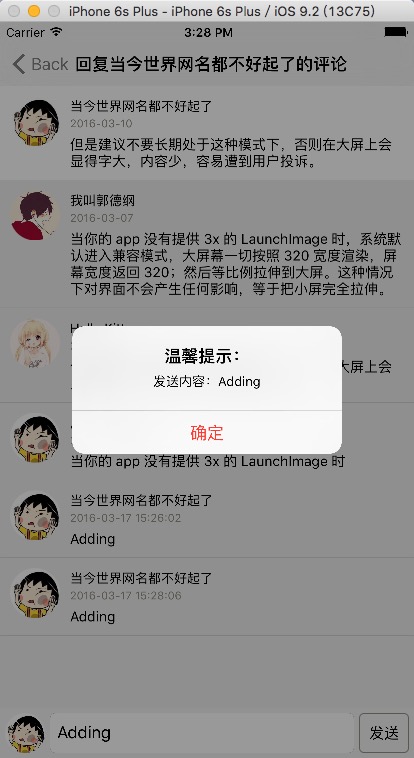 iPhone 6s Plus - iPhone 6s Plus / iOS 9.2 (13C75)
Carrier 3:28 PM
Back 回复当今世界网名都不好起了的评论
当今世界网名都不好起了
2016-03-10
但是建议不要长期处于这种模式下，否则在大屏上会
显得字大，内容少，容易遭到用户投诉。
我叫郭德纲
2016-03-07
当你的 app 没有提供 3x 的 LaunchImage 时，系统默
认进入兼容模式，大屏幕一切按照 320 宽度渲染，屏
幕宽度返回 320；然后等比例拉伸到大屏。这种情况
下对界面不会产生任何影响，等于把小屏完全拉伸。
大屏上会
温馨提示：
发送内容：Adding
确定
当你的 app 没有提供 3x 的 LaunchImage 时
当今世界网名都不好起了
2016-03-17 15:26:02
Adding
当今世界网名都不好起了
2016-03-17 15:28:06
Adding
Adding 发送